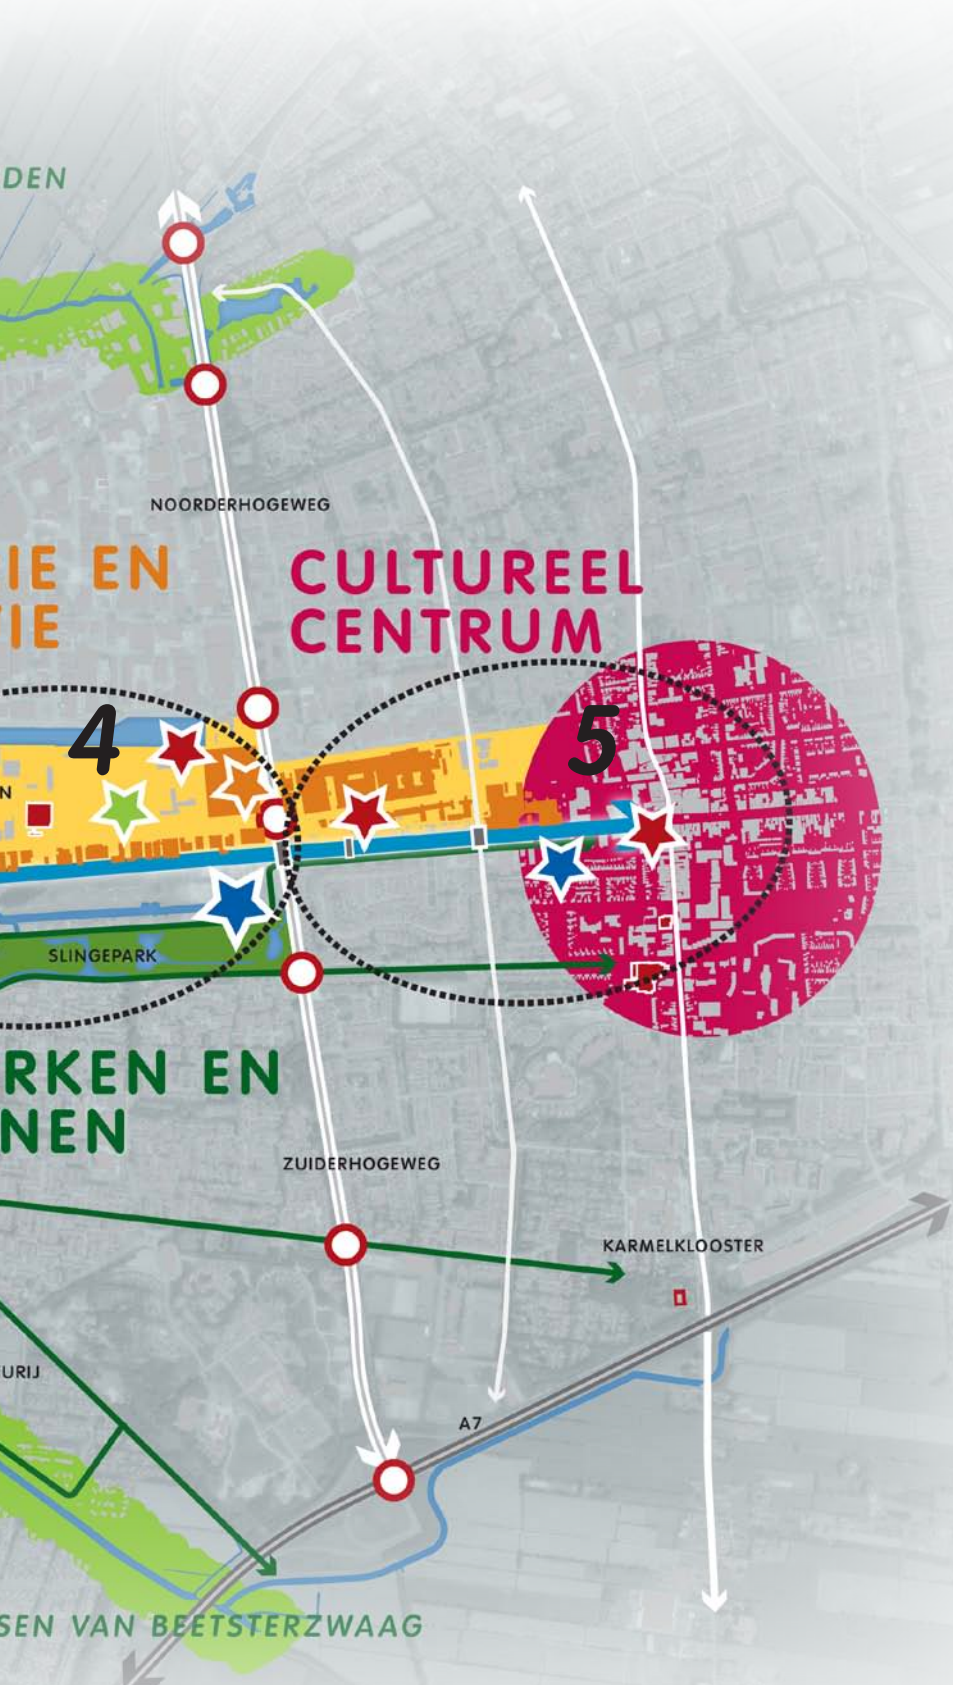 DEN
NOORDERHOGEWEG
IE EN
TIE
CULTUREEL
CENTRUM
4
5
N
SLINGEPARK
RKEN EN
NEN
ZUIDERHOGEWEG
KARMELKLOOSTER
URIJ
A7
SEN VAN BEETSTERZWAAG